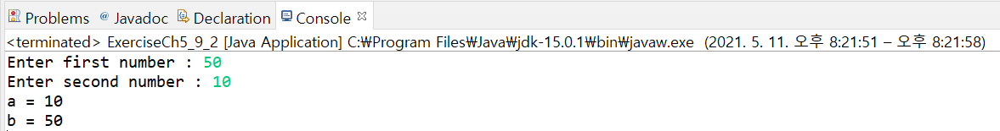 Problems @ Javadoc Declaration Console
<terminated> ExerciseCh5_9_2 [Java Application] C:₩Program Files₩Java₩jdk-15.0.1₩bin₩javaw.exe (2021. 5. 11. 오후 8:21:51 – 오후 8:21:58)
Enter first number : 50
Enter second number : 10
a = 10
b = 50